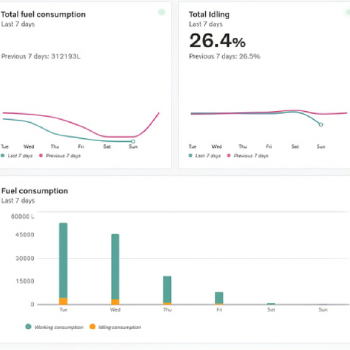 Total fuel consumption
Last 7 days
Previous 7 days: 312193L
Tue Wed Thu Fri Sat Sun
Last 7 days Previous 7 days
Total Idling
Last 7 days
26.4%
Previous 7 days: 26.5%
Tue Wed Thu Fri Sat Sun
Last 7 days Previous 7 days
Fuel consumption
Last 7 days
60000 L
45000
30000
15000
0
Tue Wed Thu Fri Sat Sun
Working consumption Idling consumption